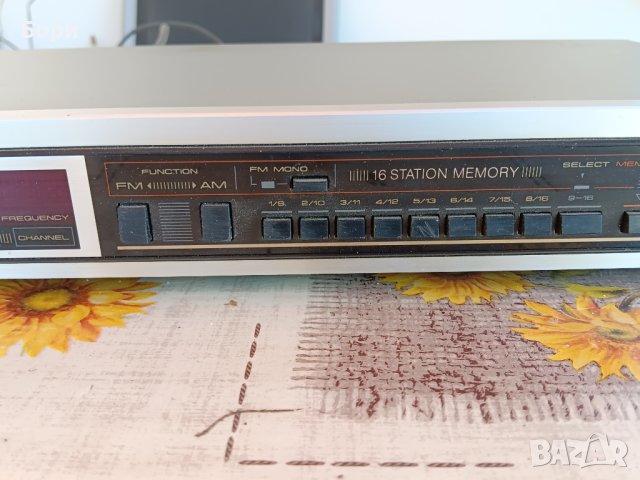 Бори
FUNCTION
FM AM
FM MONO
16 STATION MEMORY
SELECT
FREQUENCY
CHANNEL
1/9 2/10 3/11 4/12 5/13 6/14 7/15 8/16 9-16
BAZAR